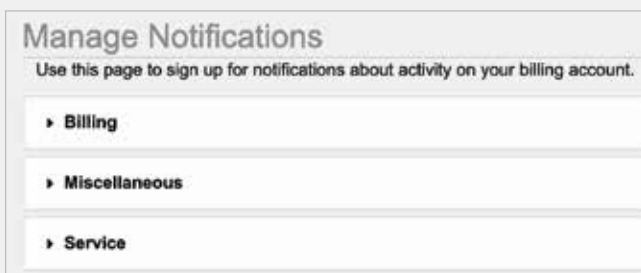 Manage Notifications
Use this page to sign up for notifications about activity on your billing account.
Billing
Miscellaneous
Service